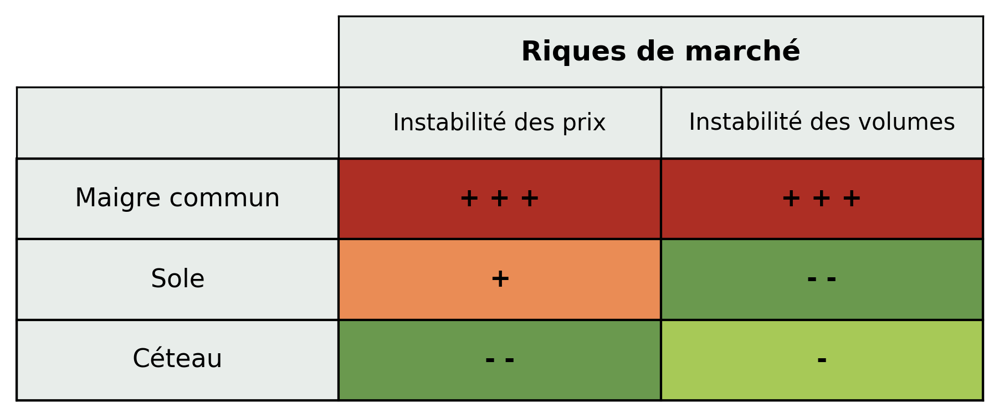 Riques de marché
Instabilité des prix Instabilité des volumes
Maigre commun + + + + + +
Sole + - -
Céteau - - -